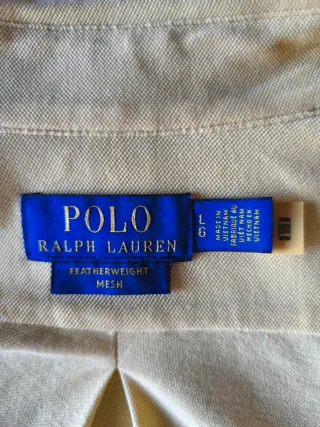 POLO
RALPH LAUREN
FEATHERWEIGHT
MESH
L
G
MADE IN
VIETNAM
FABRIQUÉ AU
VIET NAM
HECHO EN
VIETNAM